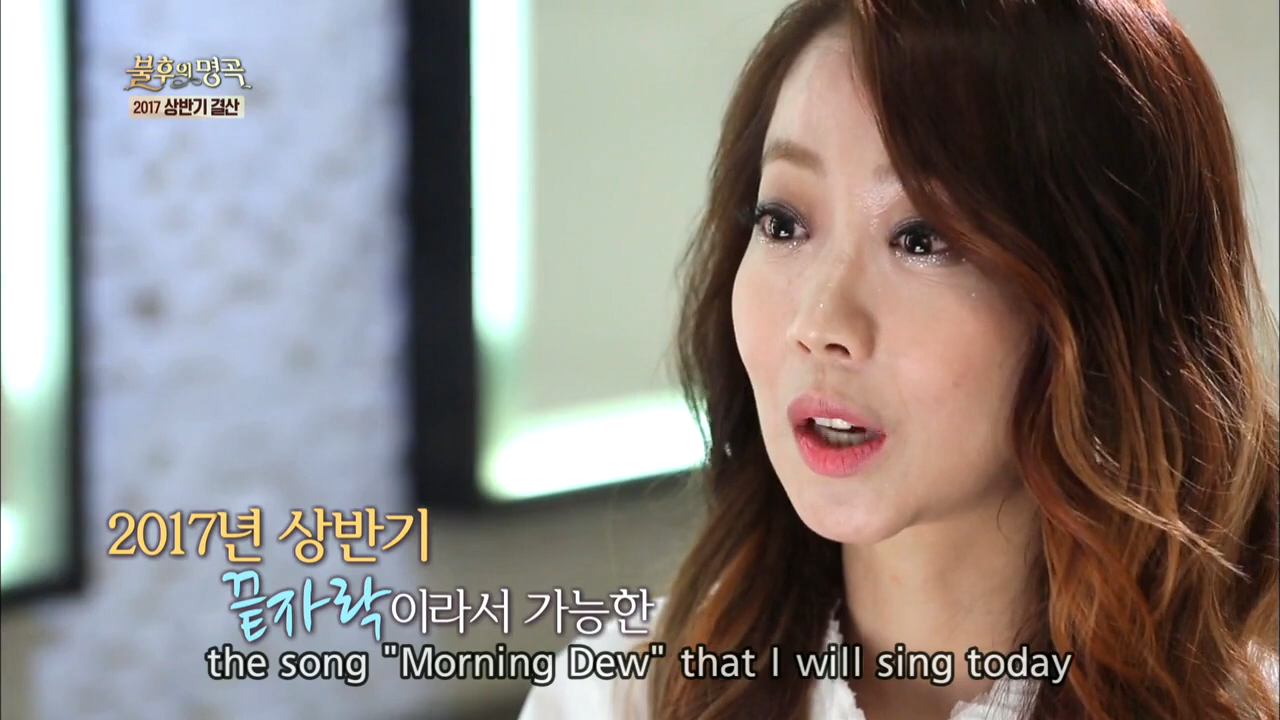 불후의 명곡
2017 상반기 결산
2017년 상반기
끝자락이라서 가능한
the song "Morning Dew" that I will sing today